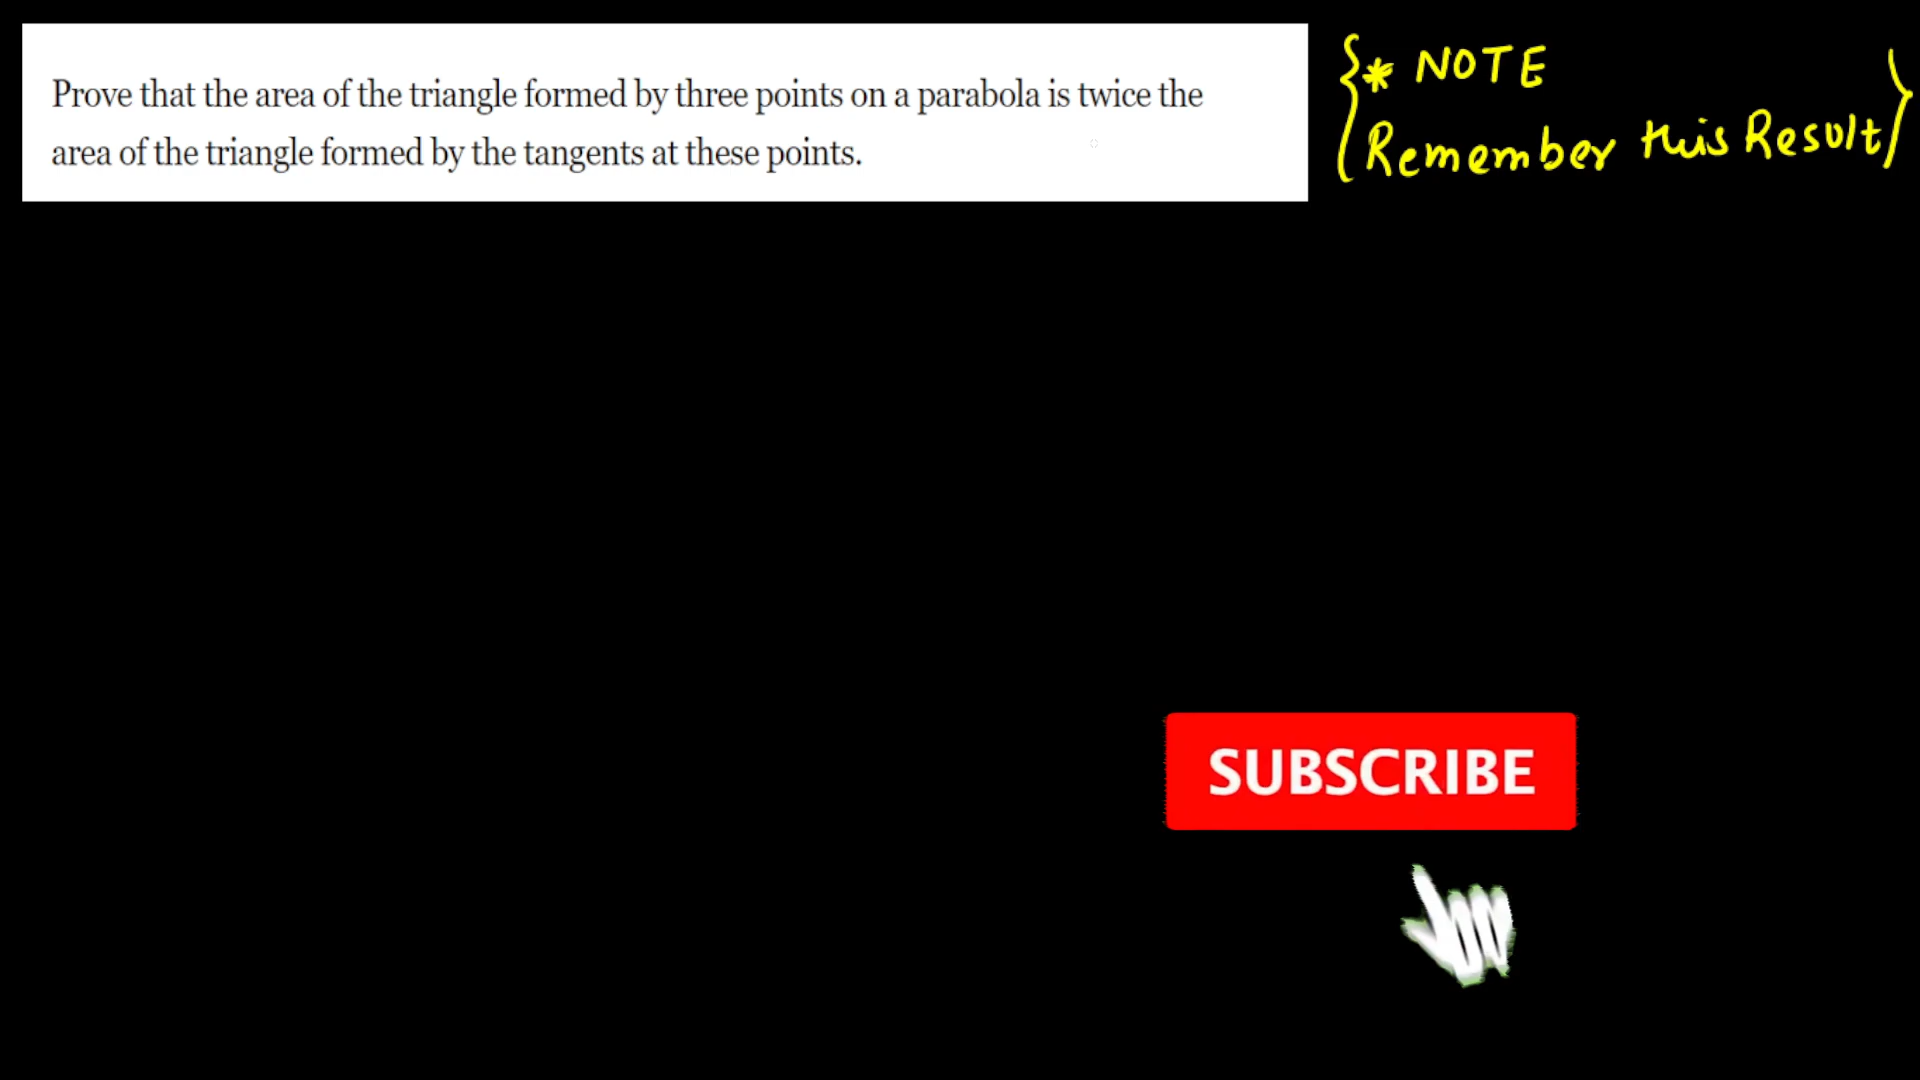 Prove that the area of the triangle formed by three points on a parabola is twice the
area of the triangle formed by the tangents at these points.
{* NOTE
Remember this Result}
SUBSCRIBE